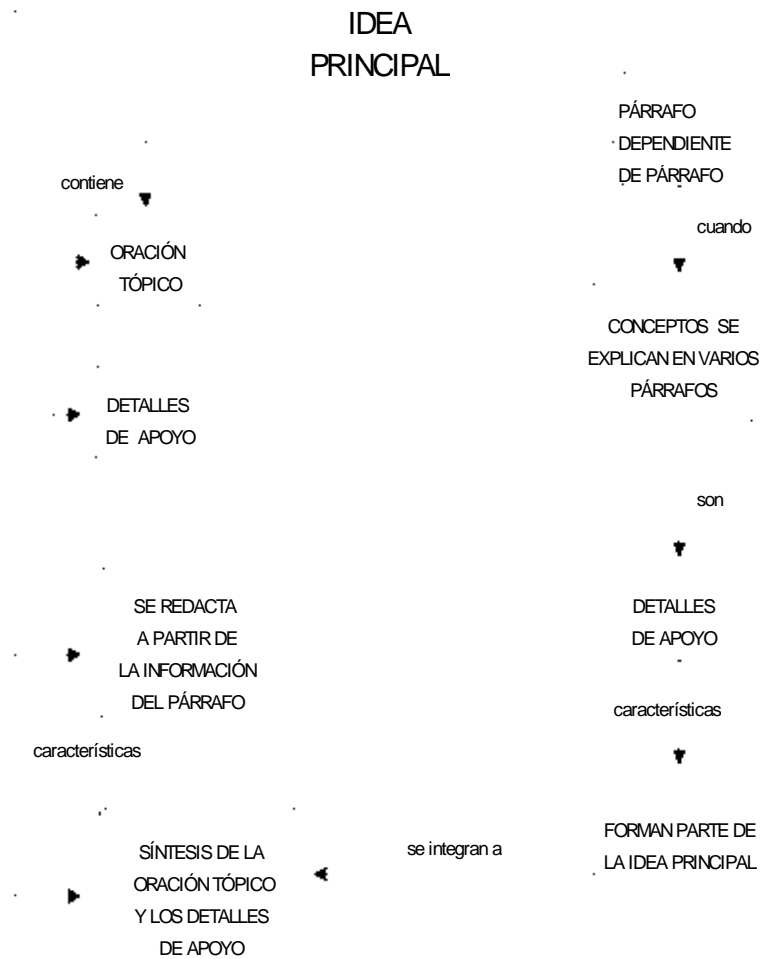 IDEA
PRINCIPAL
contiene
ORACIÓN
TÓPICO
DETALLES
DE APOYO
SE REDACTA
A PARTIR DE
LA INFORMACIÓN
DEL PÁRRAFO
características
SÍNTESIS DE LA
ORACIÓN TÓPICO
Y LOS DETALLES
DE APOYO
PÁRRAFO
DEPENDIENTE
DE PÁRRAFO
cuando
CONCEPTOS SE
EXPLICAN EN VARIOS
PÁRRAFOS
son
DETALLES
DE APOYO
características
FORMAN PARTE DE
LA IDEA PRINCIPAL
se integran a